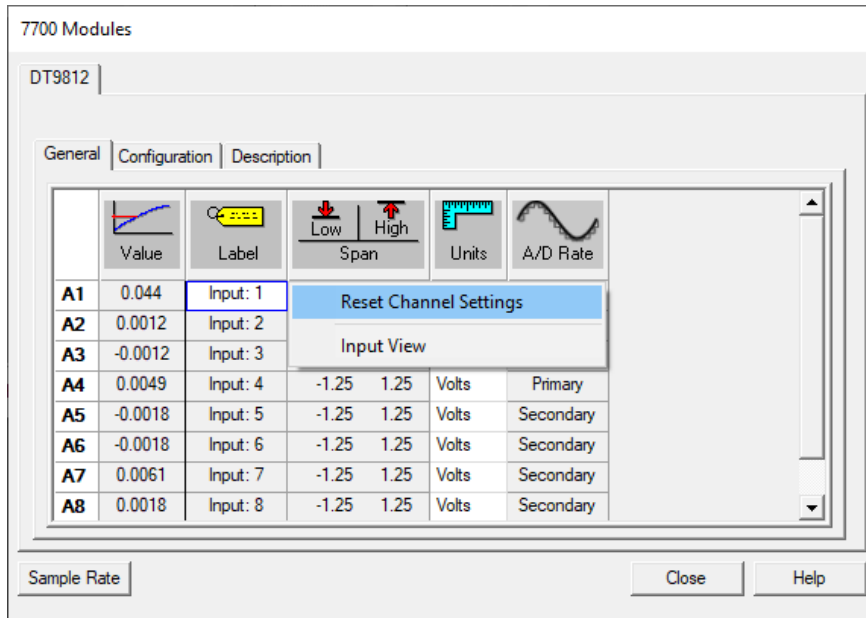 7700 Modules
DT9812
General Configuration Description
Low High
Value Label Span Units A/D Rate
A1 0.044 Input: 1
Reset Channel Settings
A2 0.0012 Input: 2
A3 -0.0012 Input: 3
Input View
A4 0.0049 Input: 4 -1.25 1.25 Volts Primary
A5 -0.0018 Input: 5 -1.25 1.25 Volts Secondary
A6 -0.0018 Input: 6 -1.25 1.25 Volts Secondary
A7 0.0061 Input: 7 -1.25 1.25 Volts Secondary
A8 0.0018 Input: 8 -1.25 1.25 Volts Secondary
Sample Rate Close Help